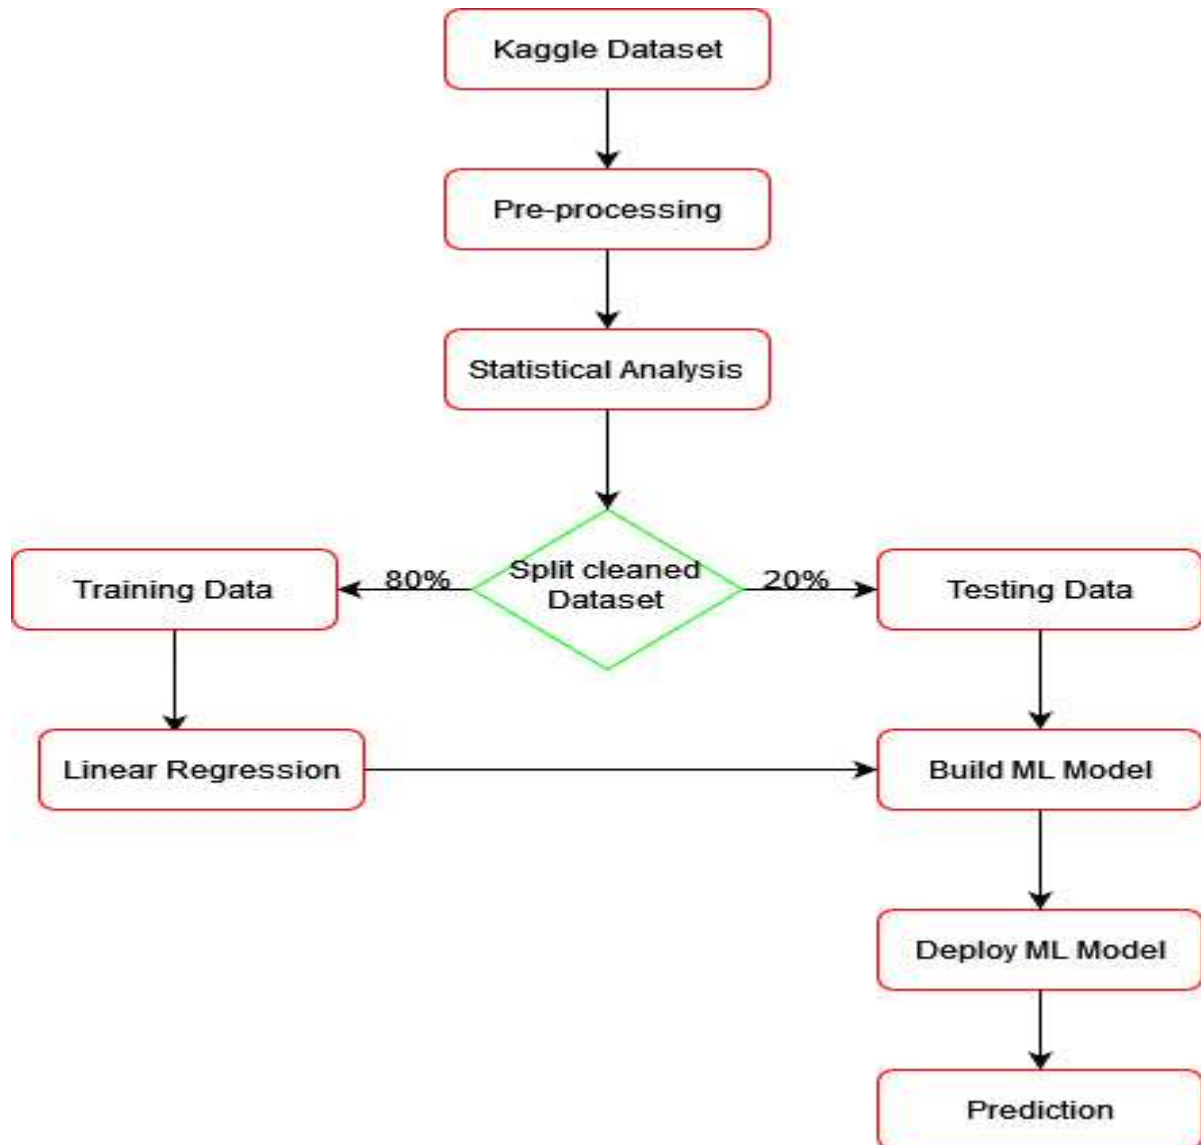 Kaggle Dataset
Pre-processing
Statistical Analysis
Split cleaned
Dataset
80%
20%
Training Data
Testing Data
Linear Regression
Build ML Model
Deploy ML Model
Prediction